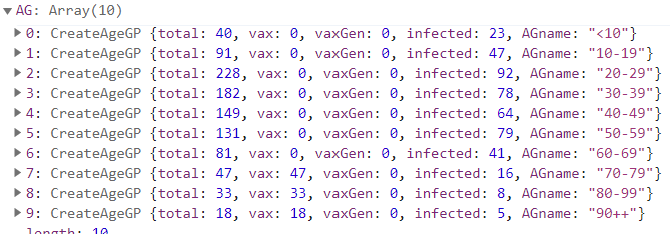 ▼ AG: Array(10)
▶ 0: CreateAgeGP {total: 40, vax: 0, vaxGen: 0, infected: 23, AGname: "<10"}
▶ 1: CreateAgeGP {total: 91, vax: 0, vaxGen: 0, infected: 47, AGname: "10-19"}
▶ 2: CreateAgeGP {total: 228, vax: 0, vaxGen: 0, infected: 92, AGname: "20-29"}
▶ 3: CreateAgeGP {total: 182, vax: 0, vaxGen: 0, infected: 78, AGname: "30-39"}
▶ 4: CreateAgeGP {total: 149, vax: 0, vaxGen: 0, infected: 64, AGname: "40-49"}
▶ 5: CreateAgeGP {total: 131, vax: 0, vaxGen: 0, infected: 79, AGname: "50-59"}
▶ 6: CreateAgeGP {total: 81, vax: 0, vaxGen: 0, infected: 41, AGname: "60-69"}
▶ 7: CreateAgeGP {total: 47, vax: 47, vaxGen: 0, infected: 16, AGname: "70-79"}
▶ 8: CreateAgeGP {total: 33, vax: 33, vaxGen: 0, infected: 8, AGname: "80-99"}
▶ 9: CreateAgeGP {total: 18, vax: 18, vaxGen: 0, infected: 5, AGname: "90++"}
length: 10